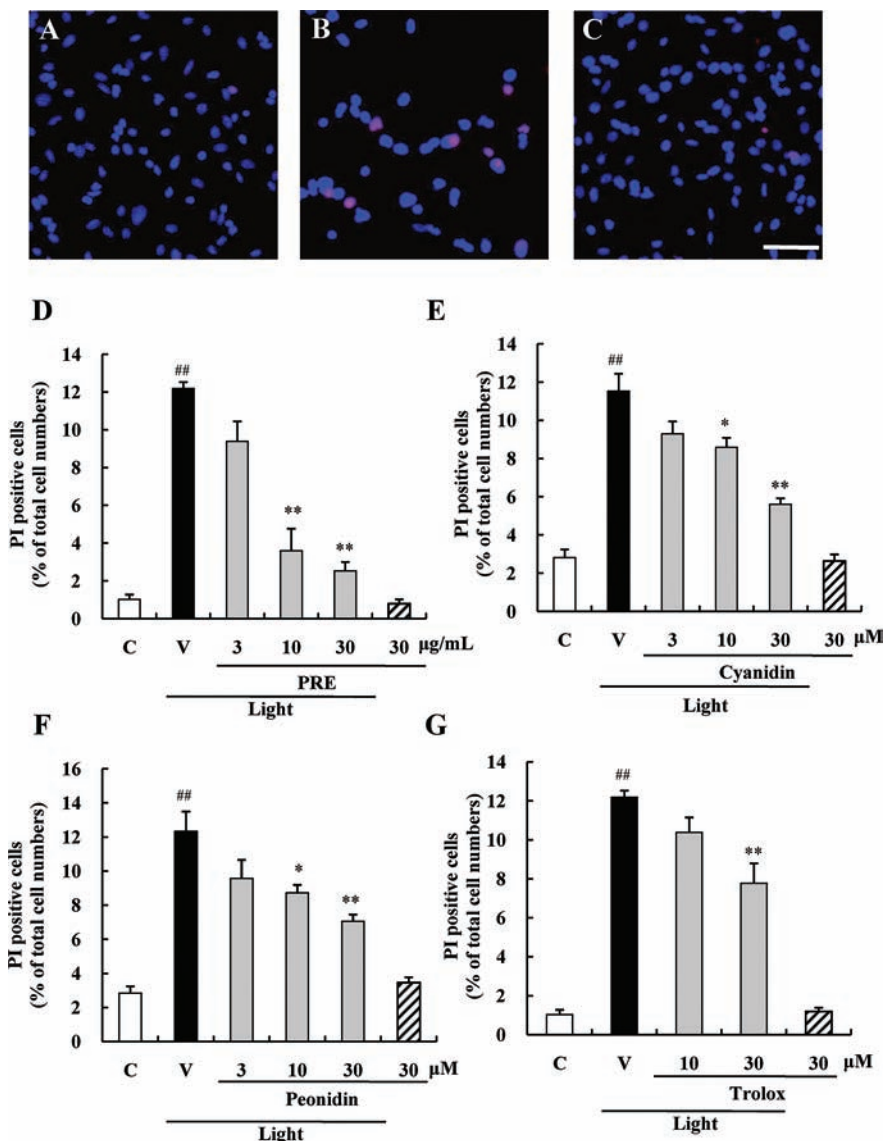 A B C
D
PI positive cells
(% of total cell numbers)
14
12
10
8
6
4
2
0
##
**
**
C V 3 10 30 30 µg/mL
PRE
Light
E
PI positive cells
(% of total cell numbers)
14
12
10
8
6
4
2
0
##
*
**
C V 3 10 30 30 µM
Cyanidin
Light
F
PI positive cells
(% of total cell numbers)
16
14
12
10
8
6
4
2
0
##
*
**
C V 3 10 30 30 µM
Peonidin
Light
G
PI positive cells
(% of total cell numbers)
14
12
10
8
6
4
2
0
##
**
C V 10 30 30 µM
Trolox
Light